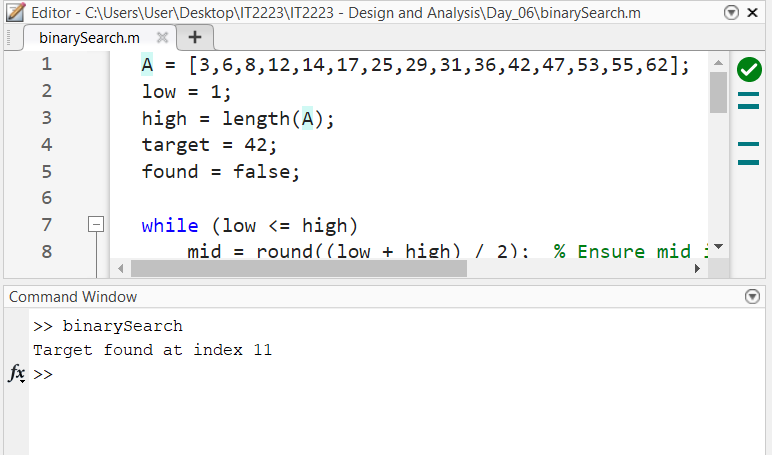 Editor - C:\Users\User\Desktop\IT2223\IT2223 - Design and Analysis\Day_06\binarySearch.m
binarySearch.m
1 A = [3,6,8,12,14,17,25,29,31,36,42,47,53,55,62];
2 low = 1;
3 high = length(A);
4 target = 42;
5 found = false;
6
7 while (low <= high)
8 mid = round((low + high) / 2); % Ensure mid
Command Window
>> binarySearch
Target found at index 11
fx >>